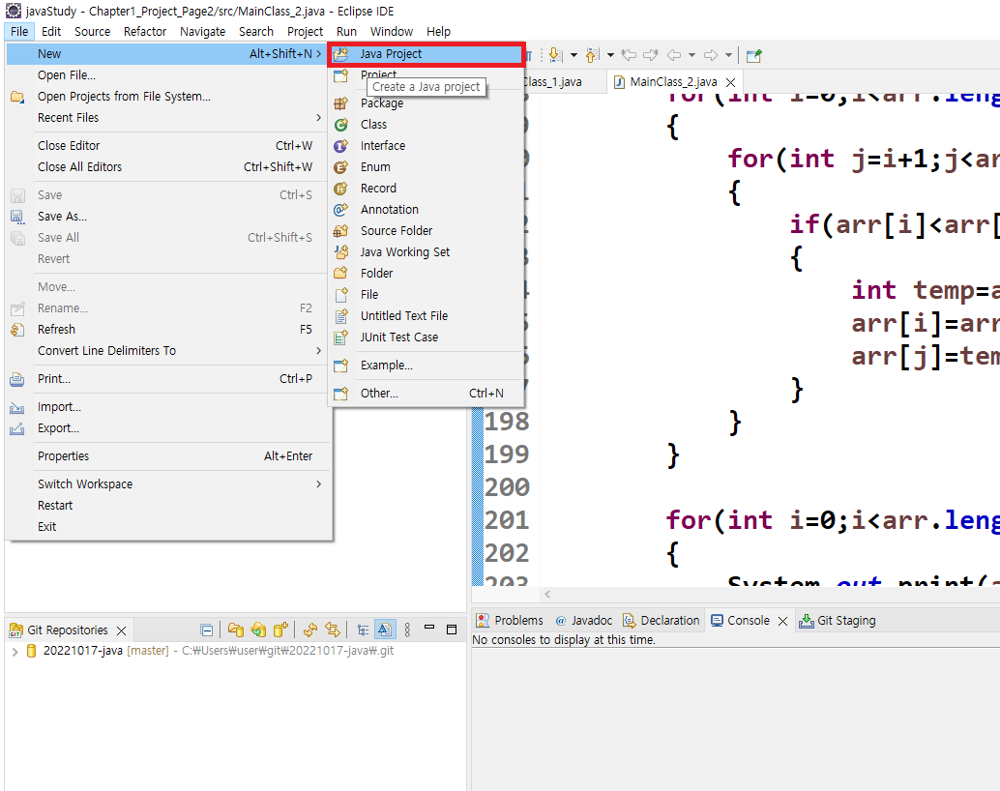 javaStudy - Chapter1_Project_Page2/src/MainClass_2.java - Eclipse IDE
File Edit Source Refactor Navigate Search Project Run Window Help
New Alt+Shift+N >
Open File...
Open Projects from File System...
Recent Files >
Close Editor Ctrl+W
Close All Editors Ctrl+Shift+W
Save Ctrl+S
Save As...
Save All Ctrl+Shift+S
Revert
Move...
Rename... F2
Refresh F5
Convert Line Delimiters To >
Print... Ctrl+P
Import...
Export...
Properties Alt+Enter
Switch Workspace >
Restart
Exit
Java Project
Project...
Create a Java project
Package
Class
Interface
Enum
Record
Annotation
Source Folder
Java Working Set
Folder
File
Untitled Text File
JUnit Test Case
Example...
Other... Ctrl+N
Class_1.java MainClass_2.java
for(int i=0;i<arr.leng
{
for(int j=i+1;j<ar
{
if(arr[i]<arr[
{
int temp=a
arr[i]=arr
arr[j]=tem
}
198 }
199 }
200
201 for(int i=0;i<arr.leng
202 {
203 System.out.print(a
Git Repositories
20221017-java [master] - C:₩Users₩user₩git₩20221017-java₩.git
Problems @ Javadoc Declaration Console Git Staging
No consoles to display at this time.